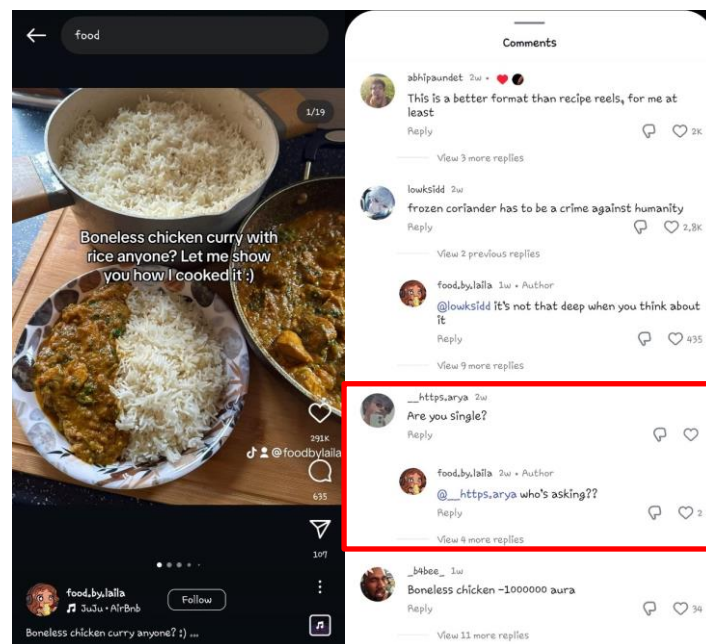 food
1/19
Boneless chicken curry with
rice anyone? Let me show
you how I cooked it :)
291K
@foodbylaila
635
107
food.by.laila
JuJu • AirBnb
Follow
Boneless chicken curry anyone? :) ...
Comments
abhipaundet 2w •
This is a better format than recipe reels, for me at
least
Reply
2K
View 3 more replies
lowksidd 2w
frozen coriander has to be a crime against humanity
Reply
2,8K
View 2 previous replies
food.by.laila 1w • Author
@lowksidd it's not that deep when you think about
it
Reply
435
View 9 more replies
__https.arya 2w
Are you single?
Reply
food.by.laila 2w • Author
@__https.arya who's asking??
Reply
2
View 4 more replies
_b4bee_ 1w
Boneless chicken -1000000 aura
Reply
34
View 11 more replies